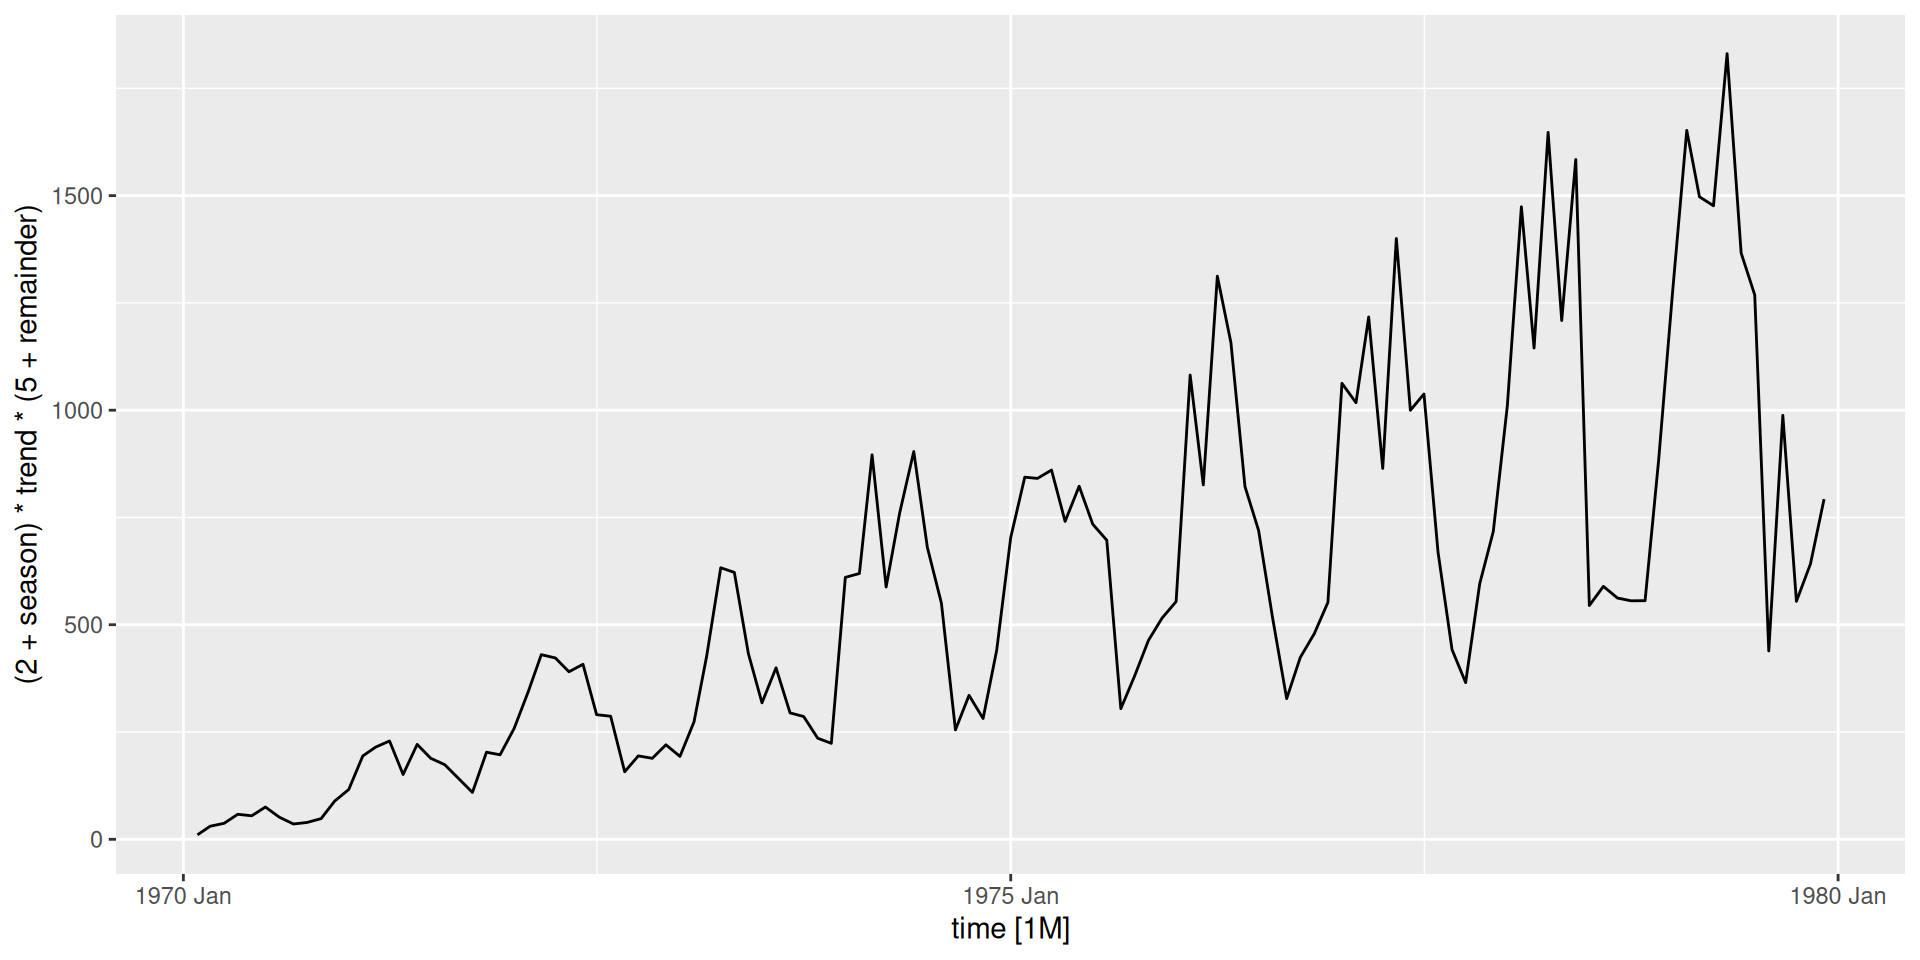 (2 + season) * trend * (5 + remainder)
1500
1000
500
0
1970 Jan
1975 Jan
1980 Jan
time [1M]